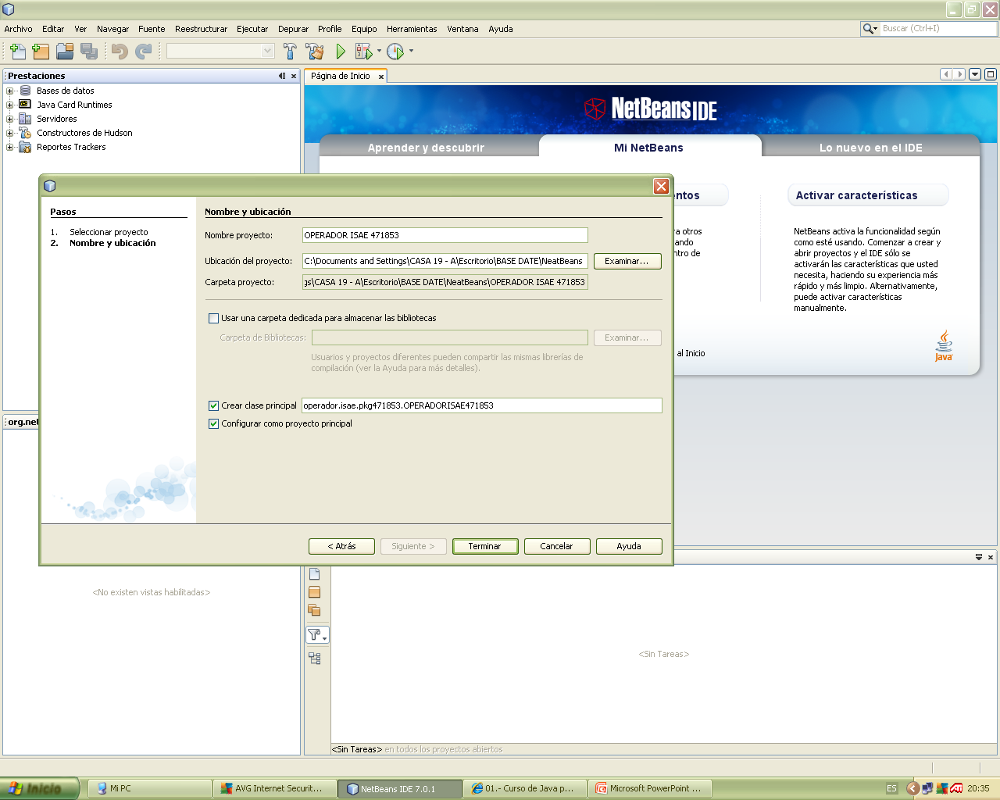 Archivo Editar Ver Navegar Fuente Reestructurar Ejecutar Depurar Profile Equipo Herramientas Ventana Ayuda
Buscar (Ctrl+I)
Prestaciones
Bases de datos
Java Card Runtimes
Servidores
Constructores de Hudson
Reportes Trackers
Página de Inicio
NetBeans IDE
Aprender y descubrir
Mi NetBeans
Lo nuevo en el IDE
entos
Activar características
a otros
ando
ntro de
NetBeans activa la funcionalidad según
como esté usando. Comenzar a crear y
abrir proyectos y el IDE sólo se
activarán las características que usted
necesita, haciendo su experiencia más
rápido y más limpio. Alternativamente,
puede activar características
manualmente.
al Inicio
Java
Pasos
1. Seleccionar proyecto
2. Nombre y ubicación
Nombre y ubicación
Nombre proyecto: OPERADOR ISAE 471853
Ubicación del proyecto: C:\Documents and Settings\CASA 19 - A\Escritorio\BASE DATE\NeatBeans Examinar...
Carpeta proyecto: gs\CASA 19 - A\Escritorio\BASE DATE\NeatBeans\OPERADOR ISAE 471853
Usar una carpeta dedicada para almacenar las bibliotecas
Carpeta de Bibliotecas: Examinar...
Usuarios y proyectos diferentes pueden compartir las mismas librerías de
compilación (ver la Ayuda para más detalles).
Crear clase principal operador.isae.pkg471853.OPERADORISAE471853
Configurar como proyecto principal
< Atrás Siguiente > Terminar Cancelar Ayuda
org.net
<No existen vistas habilitadas>
<Sin Tareas>
<Sin Tareas> en todos los proyectos abiertos
Inicio Mi PC AVG Internet Securit... NetBeans IDE 7.0.1 01.- Curso de Java p... Microsoft PowerPoint ... ES 20:35